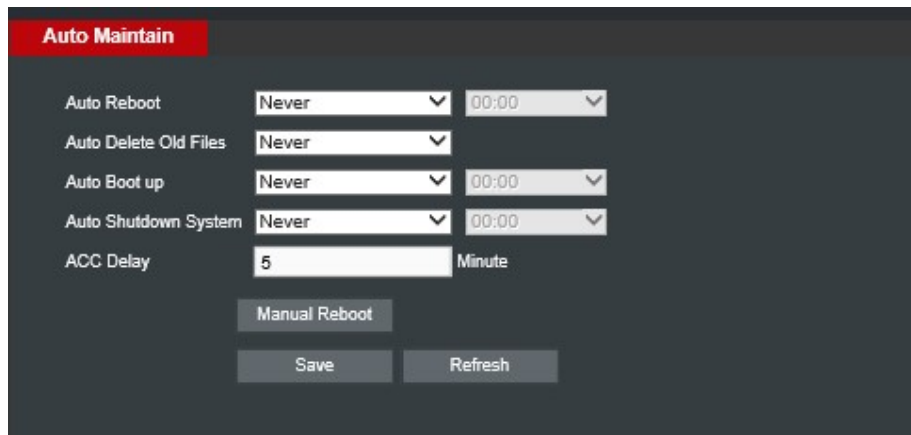 Auto Maintain
Auto Reboot Never 00:00
Auto Delete Old Files Never
Auto Boot up Never 00:00
Auto Shutdown System Never 00:00
ACC Delay 5 Minute
Manual Reboot
Save Refresh